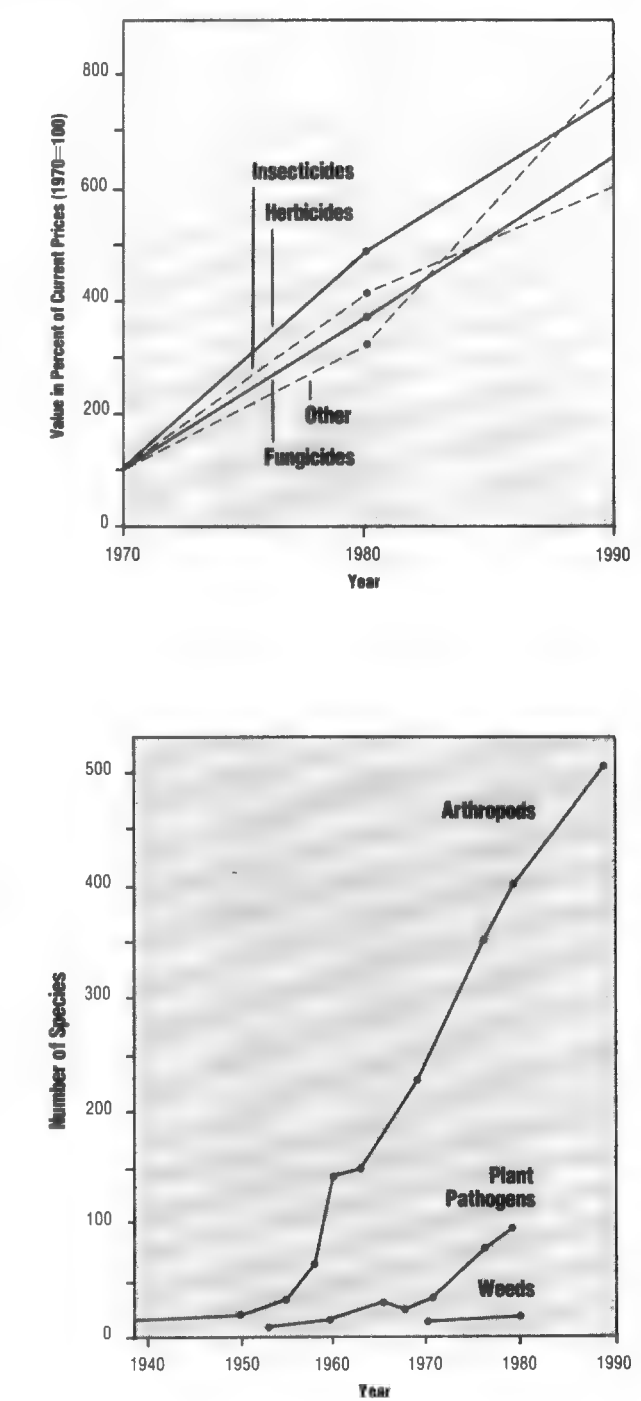 800
600
400
200
0
Value in Percent of Current Prices (1970=100)
Insecticides
Herbicides
Other
Fungicides
1970 1980 1990
Year
500
400
300
200
100
0
Number of Species
Arthropods
Plant
Pathogens
Weeds
1940 1950 1960 1970 1980 1990
Year